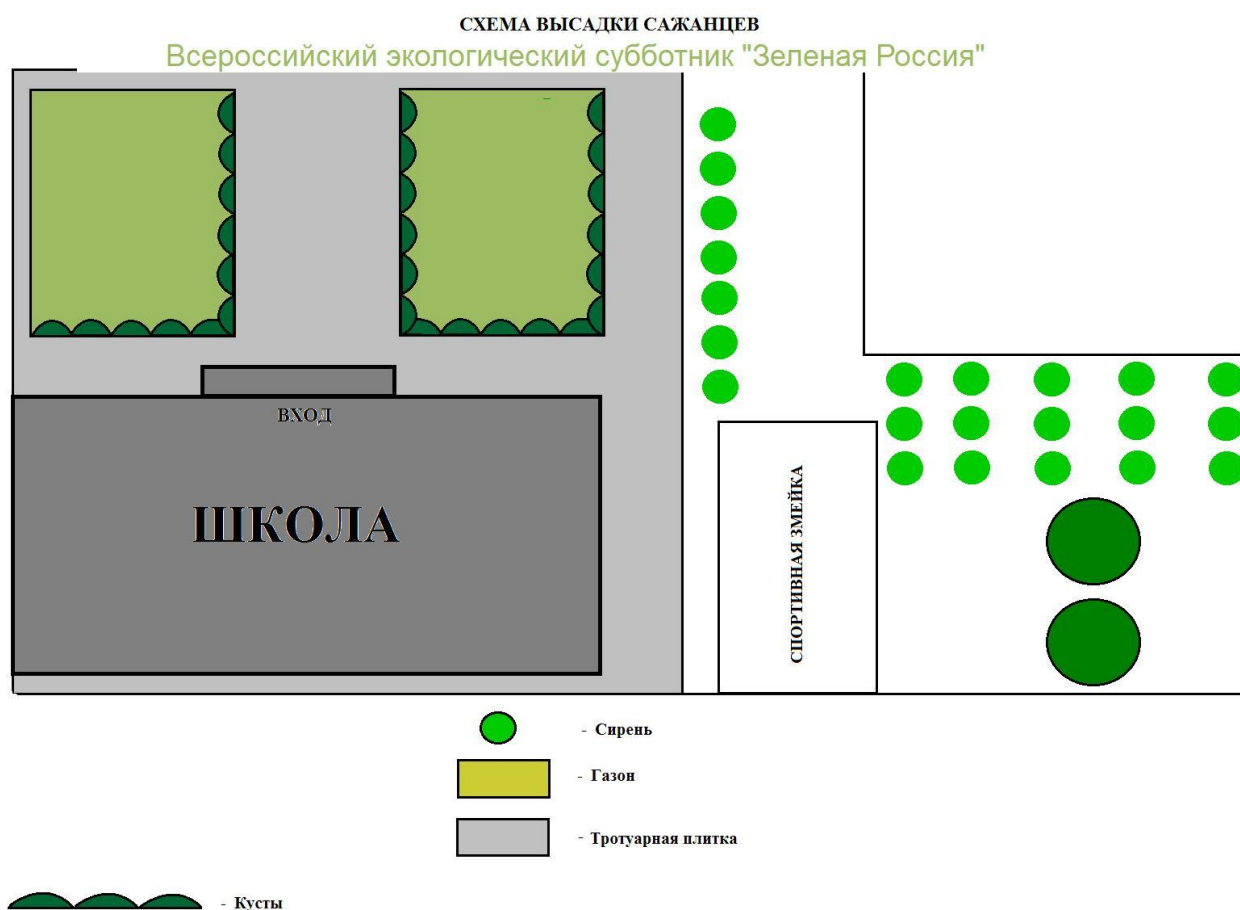 СХЕМА ВЫСАДКИ САЖАНЦЕВ
Всероссийский экологический субботник "Зеленая Россия"
ВХОД
ШКОЛА
СПОРТИВНАЯ ЗМЕЙКА
- Сирень
- Газон
- Тротуарная плитка
- Кусты